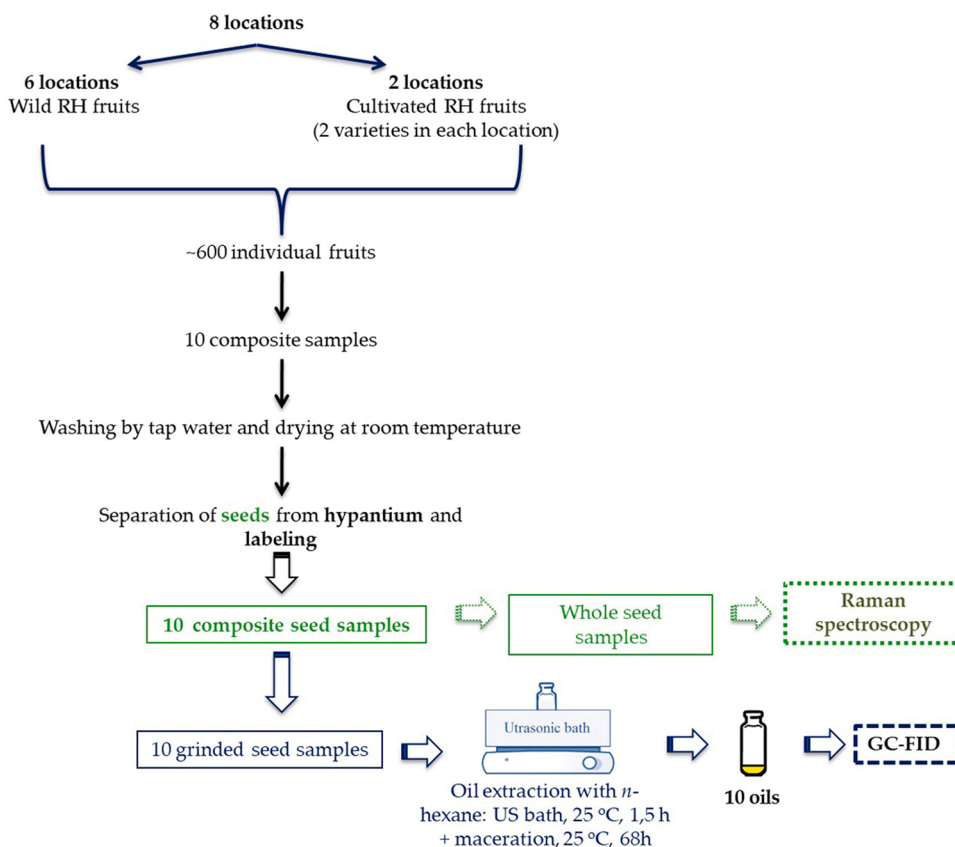 8 locations
6 locations
Wild RH fruits
2 locations
Cultivated RH fruits
(2 varieties in each location)
~600 individual fruits
10 composite samples
Washing by tap water and drying at room temperature
Separation of seeds from hypantium and
labeling
10 composite seed samples
Whole seed
samples
Raman
spectroscopy
10 grinded seed samples
Utrasonic bath
Oil extraction with n-
hexane: US bath, 25 °C, 1,5 h
+ maceration, 25 °C, 68h
10 oils
GC-FID